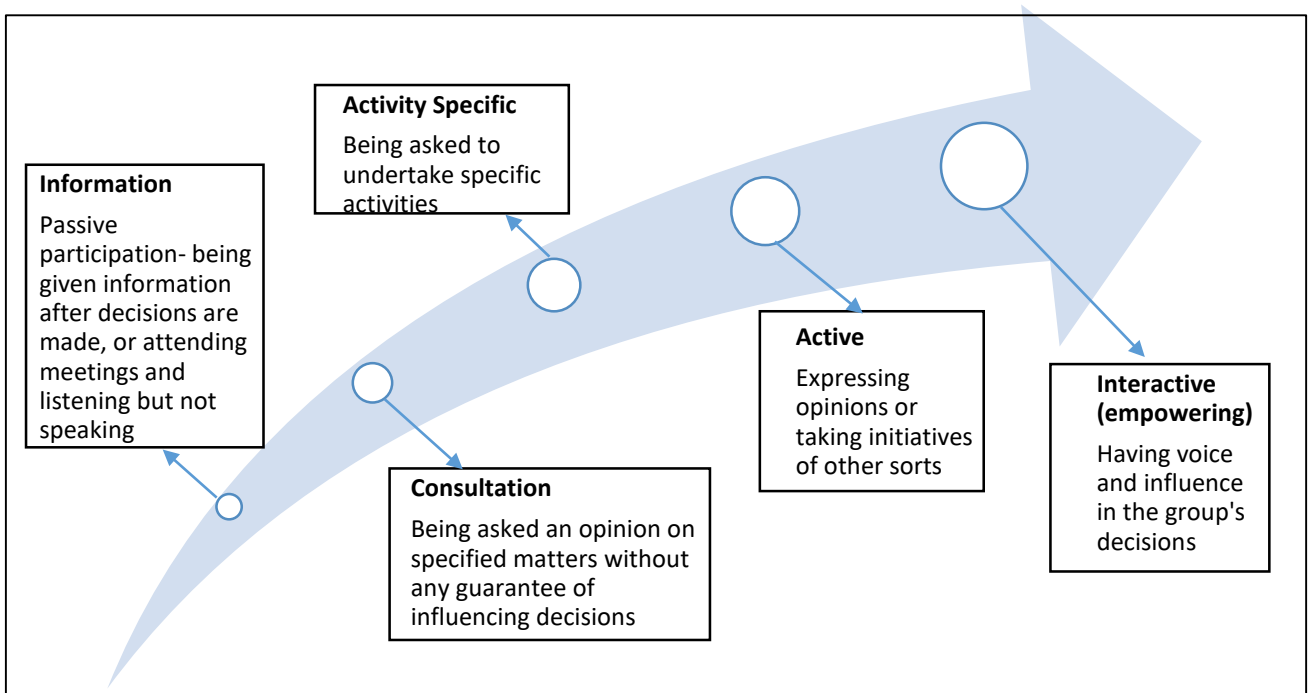 Information
Passive
participation- being
given information
after decisions are
made, or attending
meetings and
listening but not
speaking
Consultation
Being asked an opinion on
specified matters without
any guarantee of
influencing decisions
Activity Specific
Being asked to
undertake specific
activities
Active
Expressing
opinions or
taking initiatives
of other sorts
Interactive
(empowering)
Having voice
and influence
in the group's
decisions